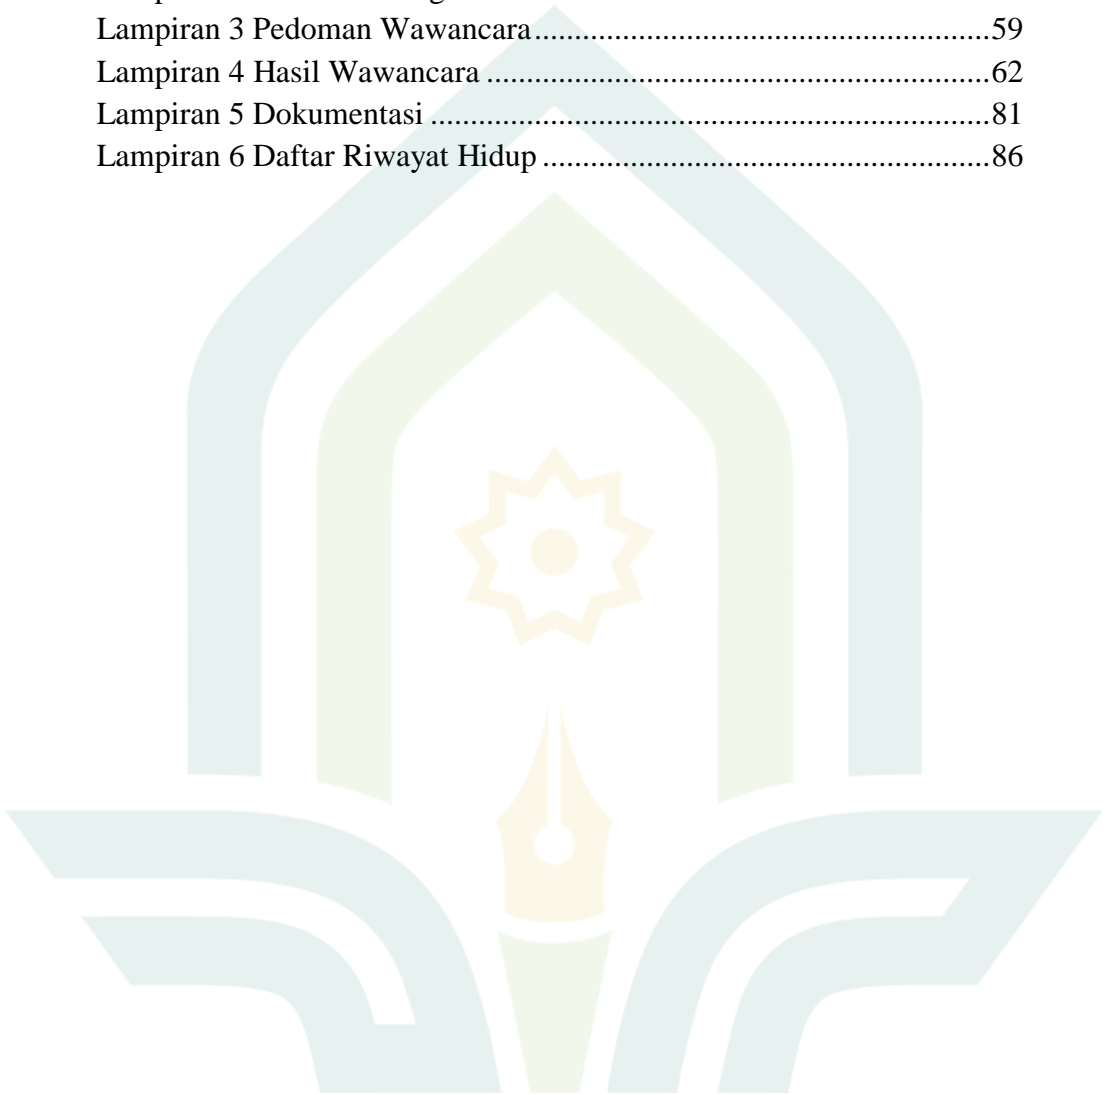 Lampiran 3 Pedoman Wawancara.........................................................59
Lampiran 4 Hasil Wawancara ...............................................................62
Lampiran 5 Dokumentasi ......................................................................81
Lampiran 6 Daftar Riwayat Hidup ........................................................86